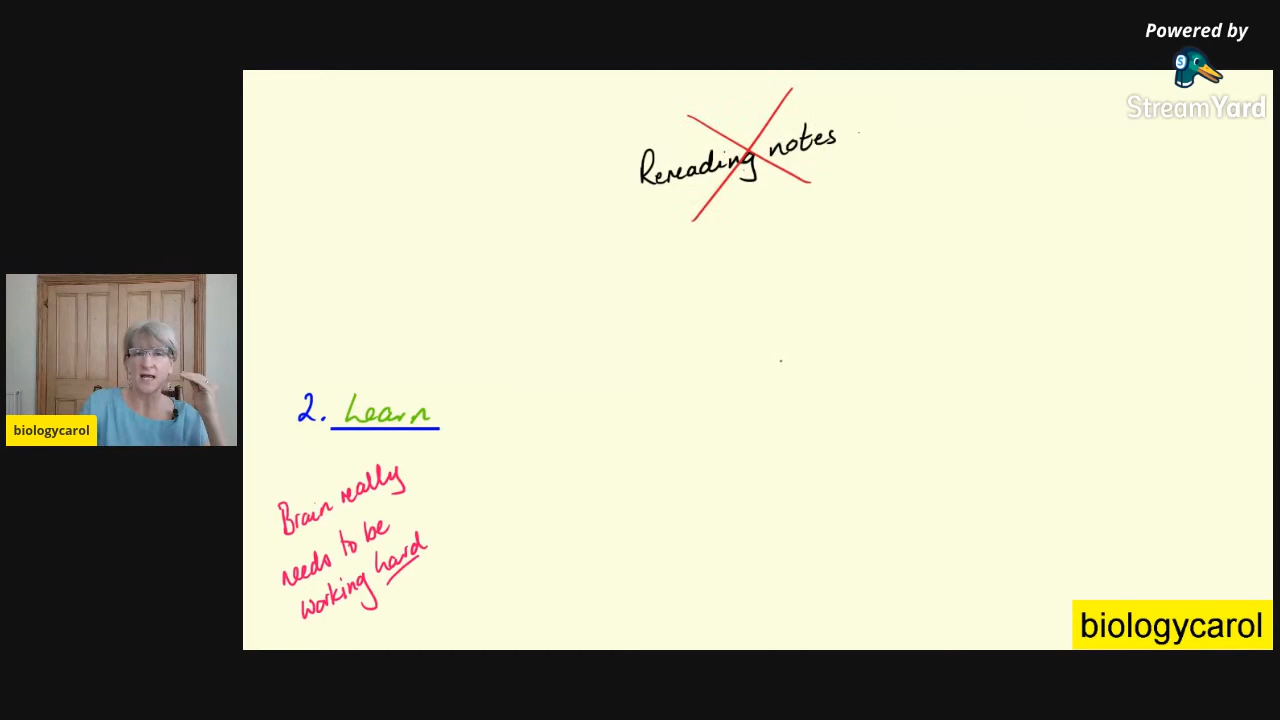 Powered by
StreamYard
Rereading notes
2. Learn
biologycarol
Brain really
needs to be
working hard
biologycarol